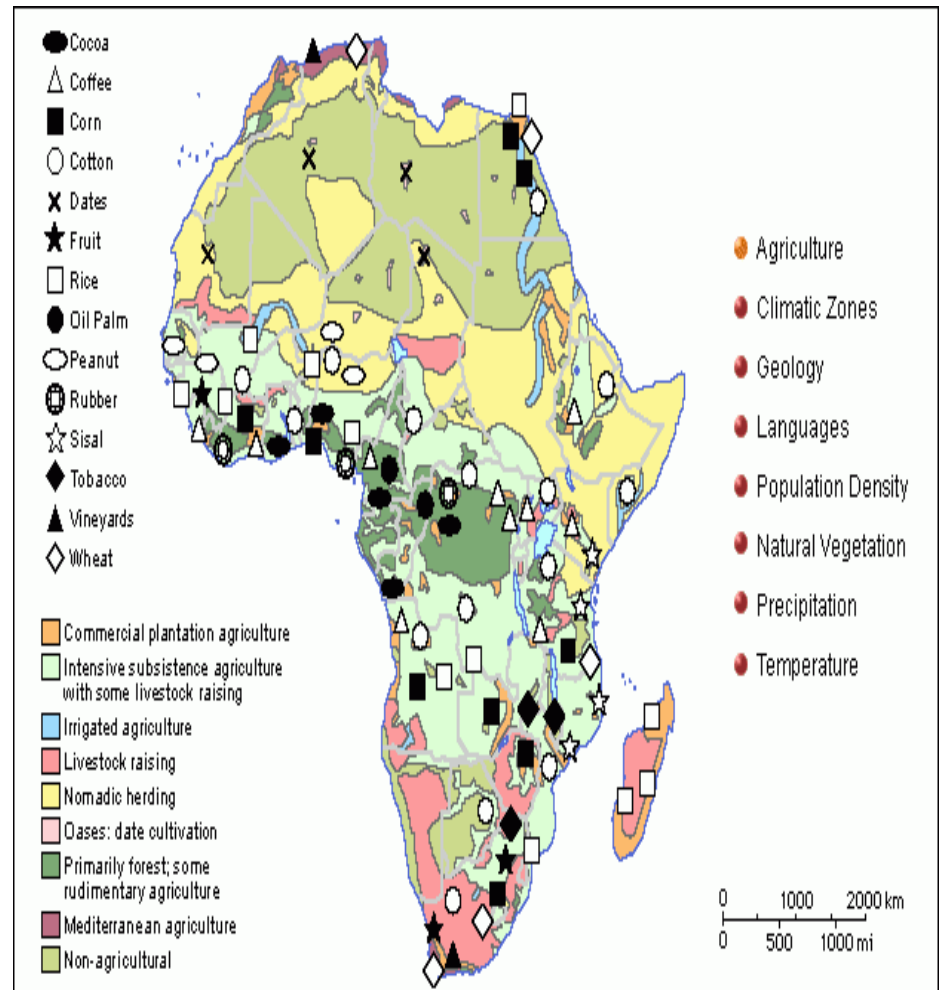 Cocoa
Coffee
Corn
Cotton
Dates
Fruit
Rice
Oil Palm
Peanut
Rubber
Sisal
Tobacco
Vineyards
Wheat
Commercial plantation agriculture
Intensive subsistence agriculture
with some livestock raising
Irrigated agriculture
Livestock raising
Nomadic herding
Oases: date cultivation
Primarily forest; some
rudimentary agriculture
Mediterranean agriculture
Non-agricultural
Agriculture
Climatic Zones
Geology
Languages
Population Density
Natural Vegetation
Precipitation
Temperature
0 1000 2000 km
0 500 1000 mi